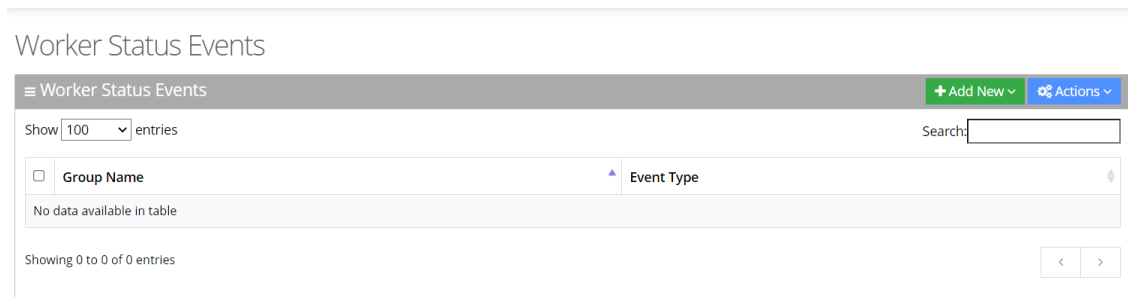 Worker Status Events
Worker Status Events
Add New
Actions
Show 100 entries
Search:
Group Name
Event Type
No data available in table
Showing 0 to 0 of 0 entries